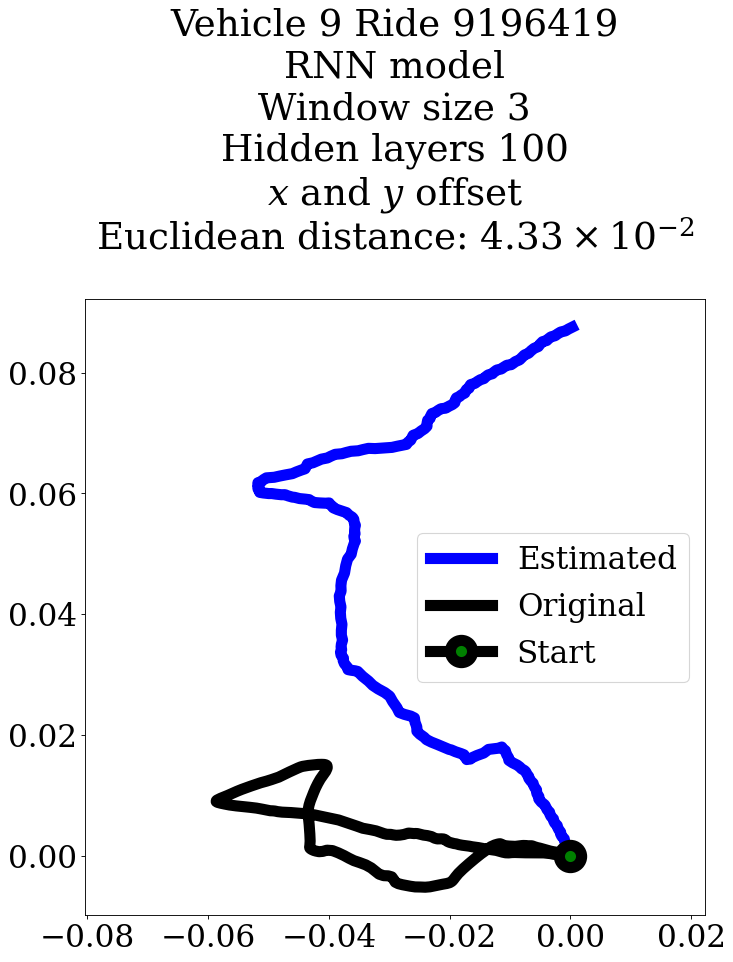 Vehicle 9 Ride 9196419
RNN model
Window size 3
Hidden layers 100
x and y offset
Euclidean distance: 4.33 × 10⁻²
0.08
0.06
0.04
0.02
0.00
Estimated
Original
Start
−0.08 −0.06 −0.04 −0.02 0.00 0.02